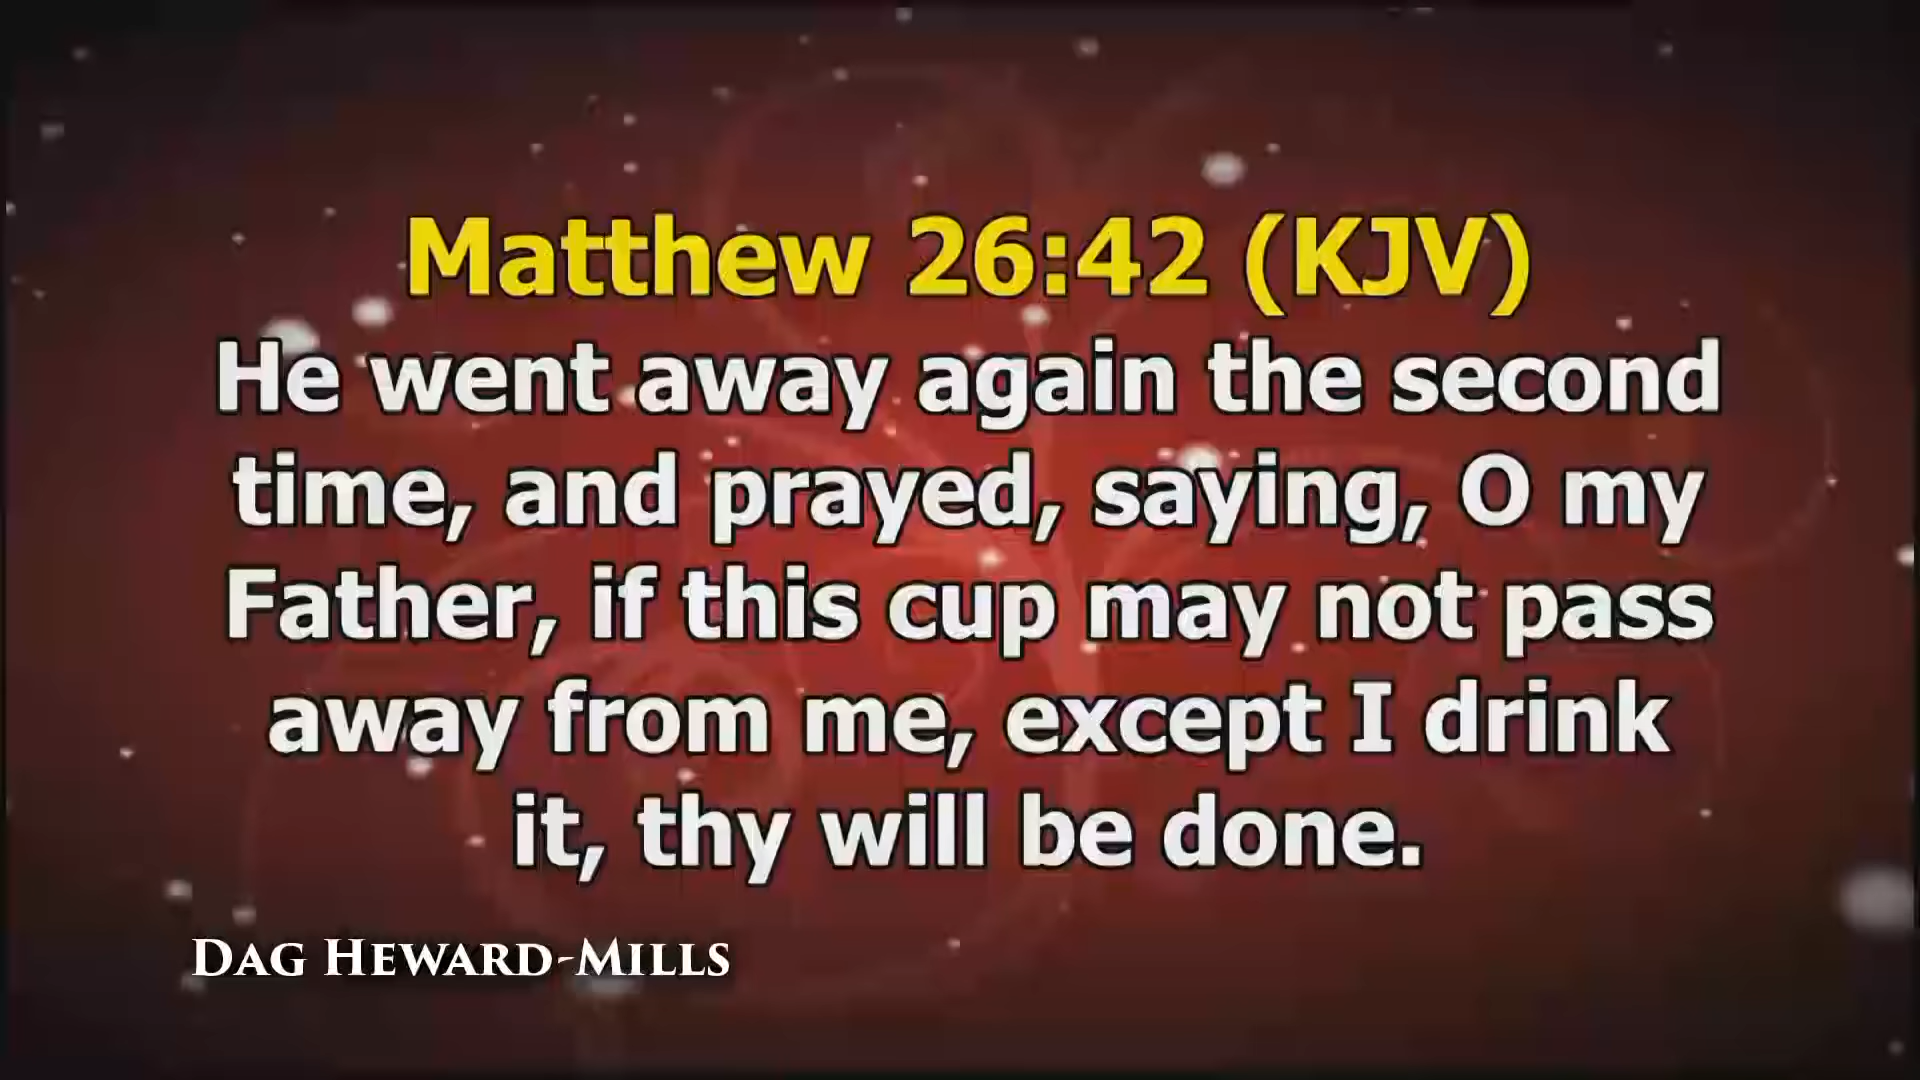 Matthew 26:42 (KJV)
He went away again the second
time, and prayed, saying, O my
Father, if this cup may not pass
away from me, except I drink
it, thy will be done.
Dag Heward-Mills